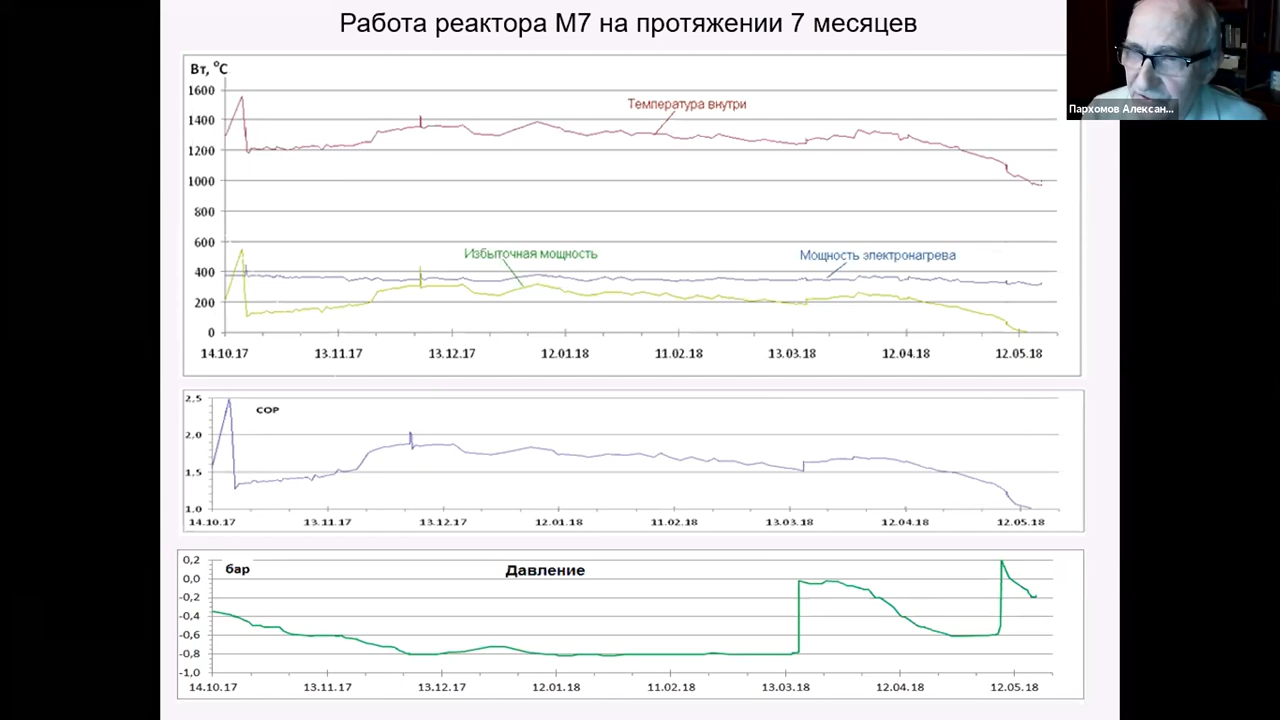 Работа реактора М7 на протяжении 7 месяцев
Пархомов Алексан...
Вт, °С
1600
1400
1200
1000
800
600
400
200
0
Температура внутри
Избыточная мощность
Мощность электронагрева
14.10.17 13.11.17 13.12.17 12.01.18 11.02.18 13.03.18 12.04.18 12.05.18
COP
2.5
2.0
1.5
1.0
14.10.17 13.11.17 13.12.17 12.01.18 11.02.18 13.03.18 12.04.18 12.05.18
бар
Давление
0,2
0,0
-0,2
-0,4
-0,6
-0,8
-1,0
14.10.17 13.11.17 13.12.17 12.01.18 11.02.18 13.03.18 12.04.18 12.05.18